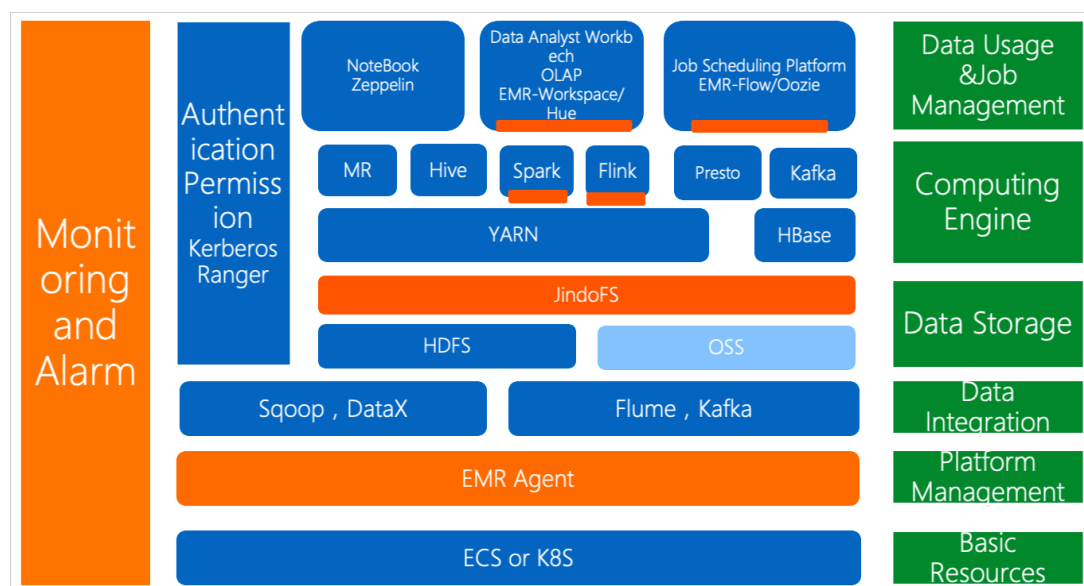 Monit
oring
and
Alarm
Authent
ication
Permiss
ion
Kerberos
Ranger
NoteBook
Zeppelin
Data Analyst Workb
ech
OLAP
EMR-Workspace/
Hue
Job Scheduling Platform
EMR-Flow/Oozie
Data Usage
&Job
Management
MR
Hive
Spark
Flink
Presto
Kafka
YARN
HBase
Computing
Engine
JindoFS
HDFS
OSS
Data Storage
Sqoop , DataX
Flume , Kafka
Data
Integration
EMR Agent
Platform
Management
ECS or K8S
Basic
Resources